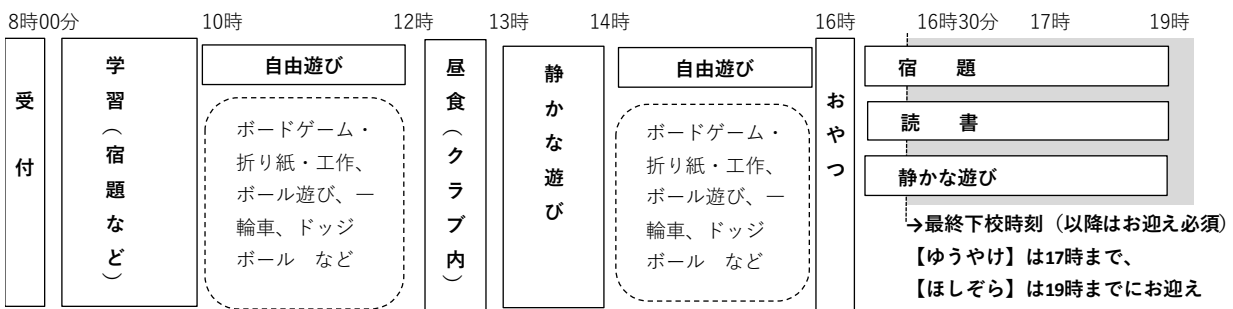 8時00分 10時 12時 13時 14時 16時 16時30分 17時 19時
受付
学習（宿題など）
自由遊び
ボードゲーム・
折り紙・工作、
ボール遊び、一
輪車、ドッジ
ボール　など
昼食（クラブ内）
静かな遊び
自由遊び
ボードゲーム・
折り紙・工作、
ボール遊び、一
輪車、ドッジ
ボール　など
おやつ
宿　題
読　書
静かな遊び
→最終下校時刻（以降はお迎え必須）
【ゆうやけ】は17時まで、
【ほしぞら】は19時までにお迎え